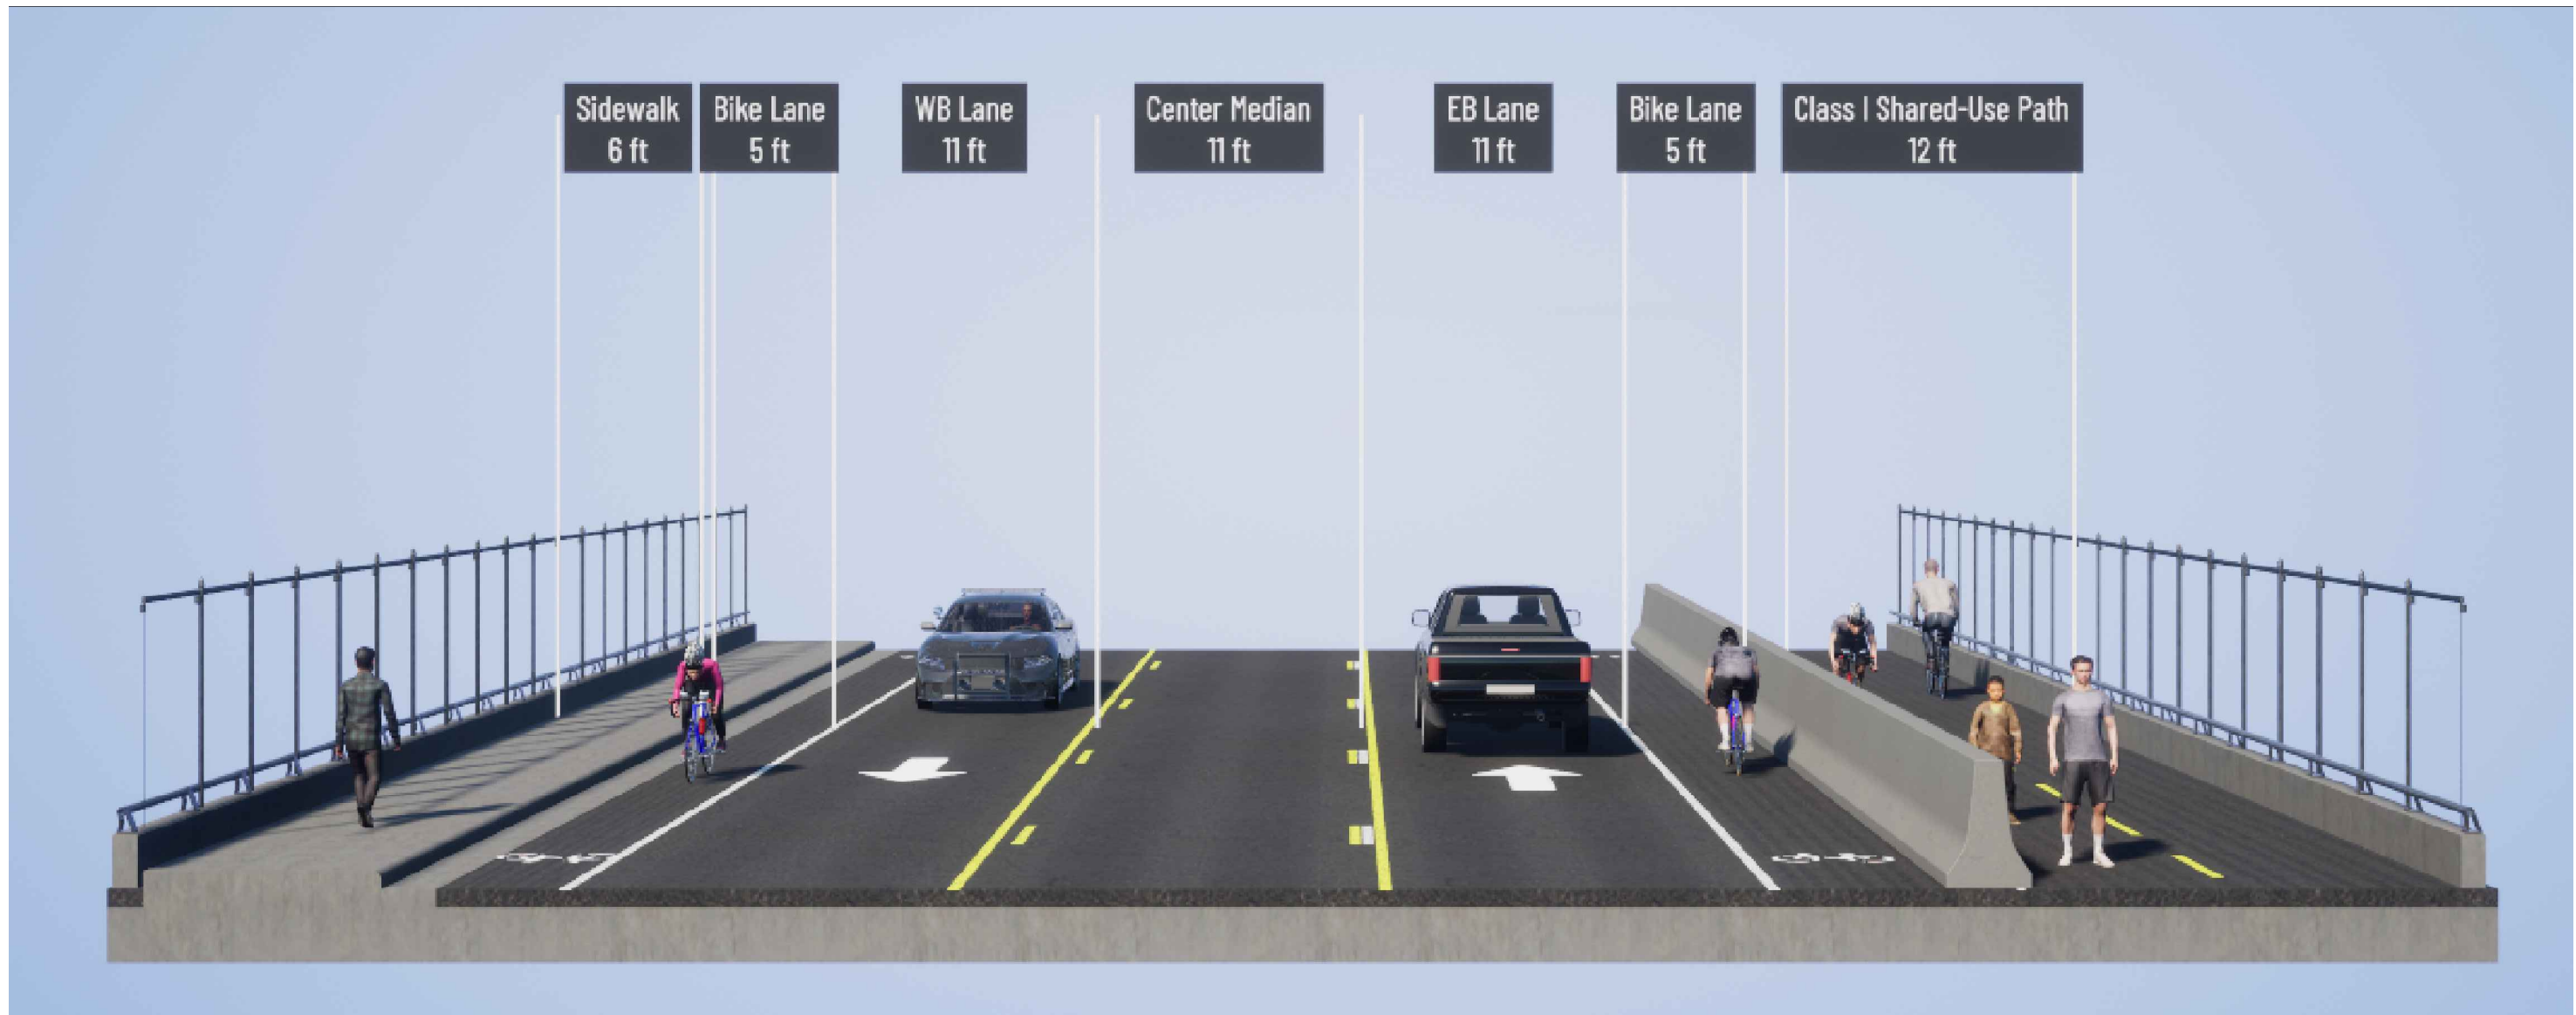 Sidewalk
6 ft
Bike Lane
5 ft
WB Lane
11 ft
Center Median
11 ft
EB Lane
11 ft
Bike Lane
5 ft
Class I Shared-Use Path
12 ft